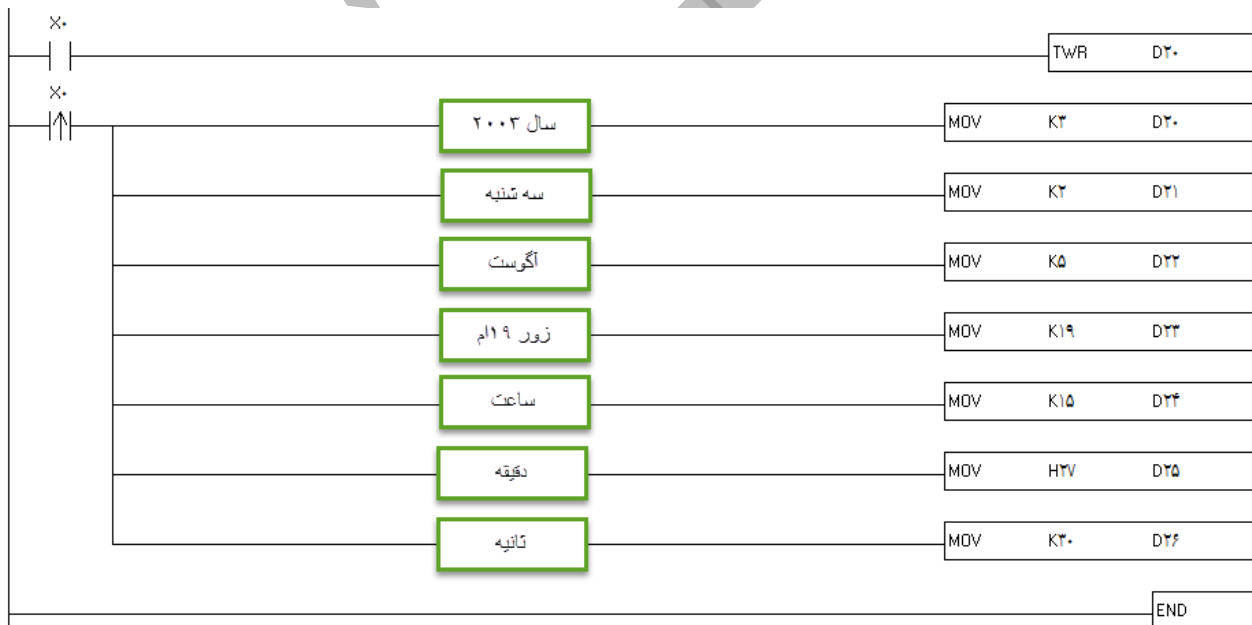 X۰
TWR D۲۰
X۰
سال ۲۰۰۳ MOV K۳ D۲۰
سه شنبه MOV K۲ D۲۱
آگوست MOV K۵ D۲۲
زور ۱۹ام MOV K۱۹ D۲۳
ساعت MOV K۱۵ D۲۴
دقیقه MOV H۲۷ D۲۵
ثانیه MOV K۳۰ D۲۶
END